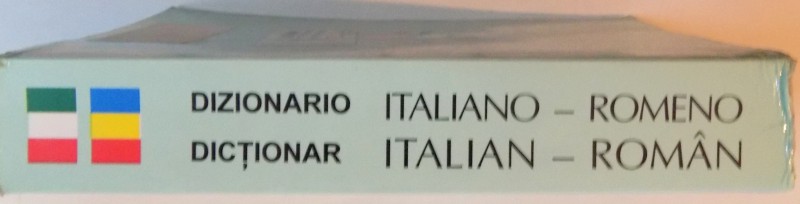 DIZIONARIO ITALIANO – ROMENO
DICȚIONAR ITALIAN – ROMÂN